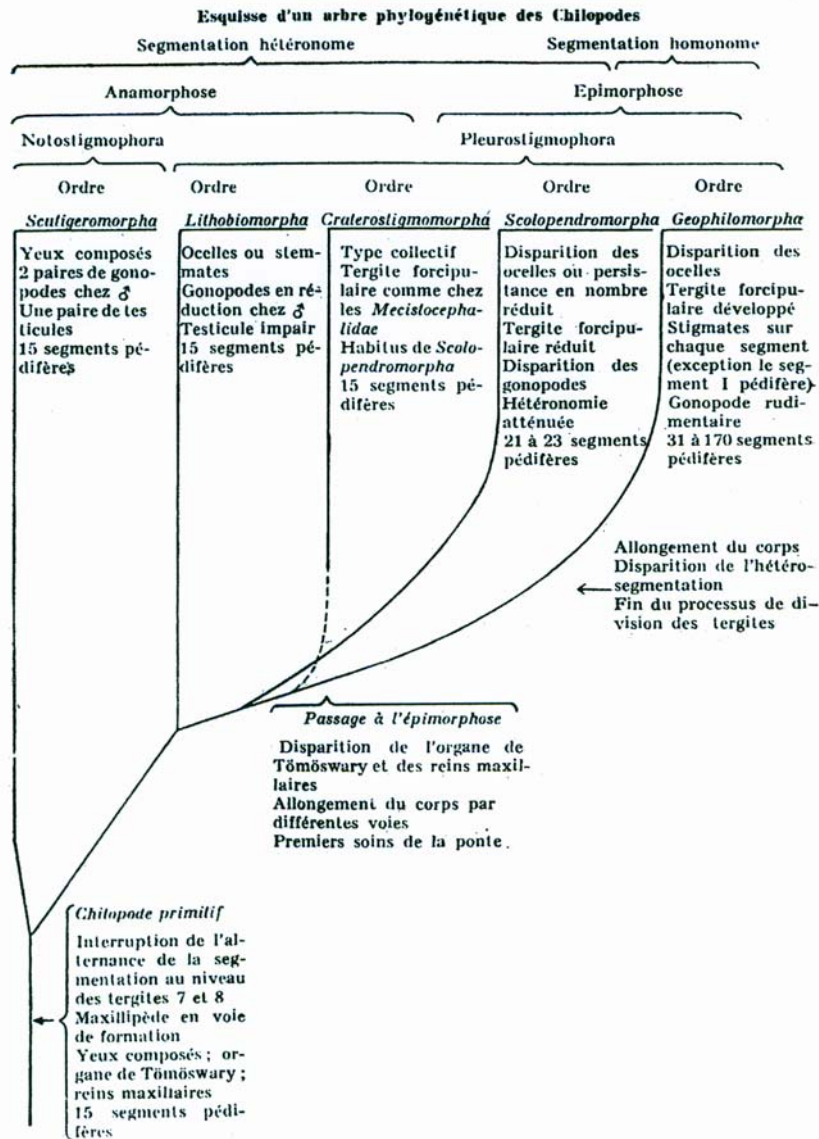 Esquisse d'un arbre phylogénétique des Chilopodes
Segmentation hétéronome
Segmentation homonome
Anamorphose
Epimorphose
Notostigmophora
Pleurostigmophora
Ordre
Ordre
Ordre
Ordre
Ordre
Scutigeromorpha
Lithobiomorpha
Craterostigmomorpha
Scolopendromorpha
Geophilomorpha
Yeux composés
2 paires de gono-
podes chez ♂
Une paire de tes
ticules
15 segments pé-
difères
Ocelles ou stem-
mates
Gonopodes en ré-
duction chez ♂
Testicule impair
15 segments pé-
difères
Type collectif
Tergite forcipu-
laire comme chez
les Mecistocepha-
lidae
Habitus de Scolo-
pendromorpha
15 segments pé-
difères
Disparition des
ocelles ou persis-
tance en nombre
réduit
Tergite forcipu-
laire réduit
Disparition des
gonopodes
Hétéronomie
atténuée
21 à 23 segments
pédifères
Disparition des
ocelles
Tergite forcipu-
laire développé
Stigmates sur
chaque segment
(exception le seg-
ment I pédifère)
Gonopode rudi-
mentaire
31 à 170 segments
pédifères
Allongement du corps
Disparition de l'hétéro-
segmentation
Fin du processus de di-
vision des tergites
Passage à l'épimorphose
Disparition de l'organe de
Tömöswary et des reins maxil-
laires
Allongement du corps par
différentes voies
Premiers soins de la ponte.
Chilopode primitif
Interruption de l'al-
ternance de la seg-
mentation au niveau
des tergites 7 et 8
Maxillipède en voie
de formation
Yeux composés ; or-
gane de Tömöswary ;
reins maxillaires
15 segments pédi-
fères